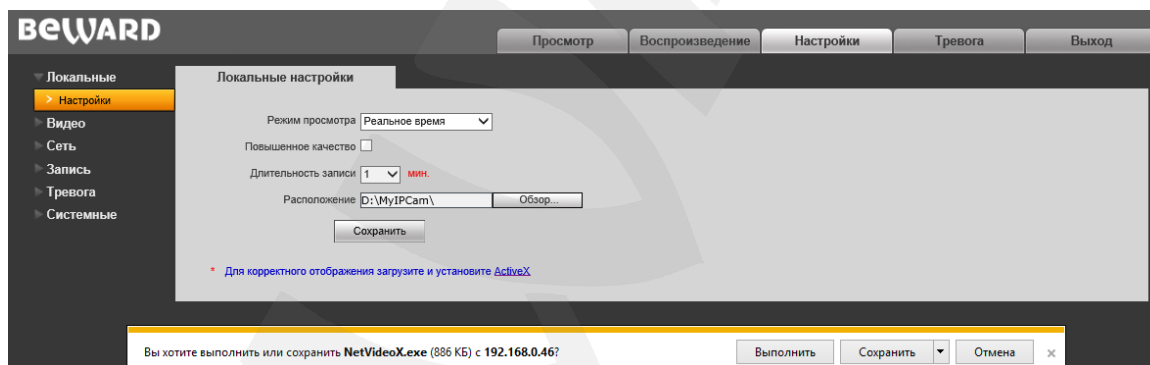 BEWARD
Просмотр Воспроизведение Настройки Тревога Выход
Локальные
> Настройки
Видео
Сеть
Запись
Тревога
Системные
Локальные настройки
Режим просмотра Реальное время
Повышенное качество
Длительность записи 1 мин.
Расположение D:\MyIPCam\ Обзор...
Сохранить
* Для корректного отображения загрузите и установите ActiveX
Вы хотите выполнить или сохранить NetVideoX.exe (886 КБ) с 192.168.0.46? Выполнить Сохранить Отмена ×